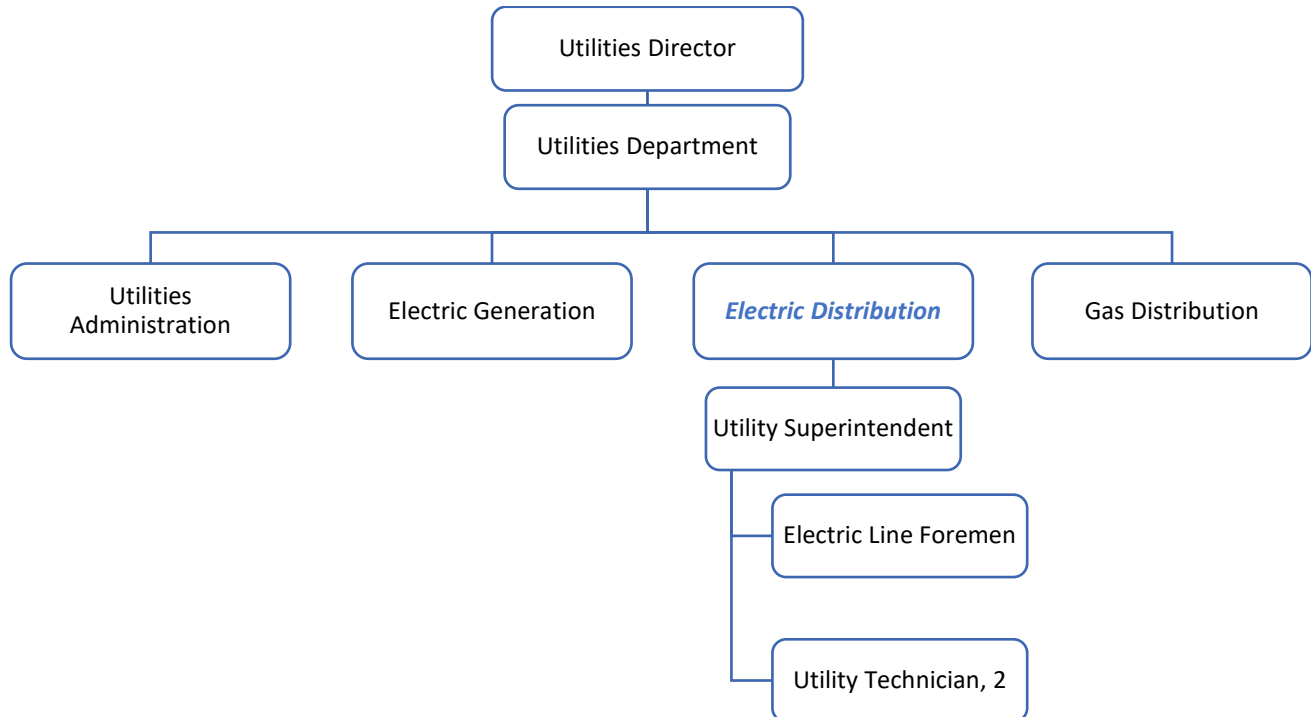 Utilities Director
Utilities Department
Utilities
Administration
Electric Generation
Electric Distribution
Gas Distribution
Utility Superintendent
Electric Line Foremen
Utility Technician, 2